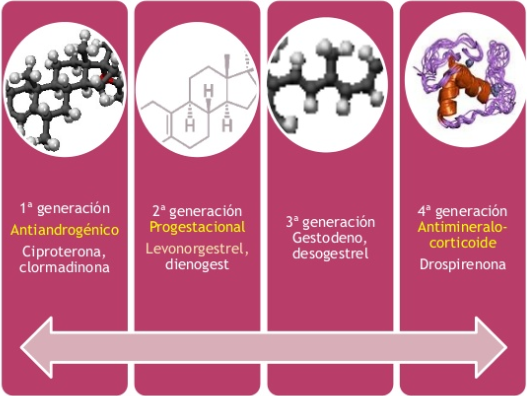 1ª generación
Antiandrogénico
Ciproterona,
clormadinona
2ª generación
Progestacional
Levonorgestrel,
dienogest
3ª generación
Gestodeno,
desogestrel
4ª generación
Antimineralo-
corticoide
Drospirenona
H
H
H